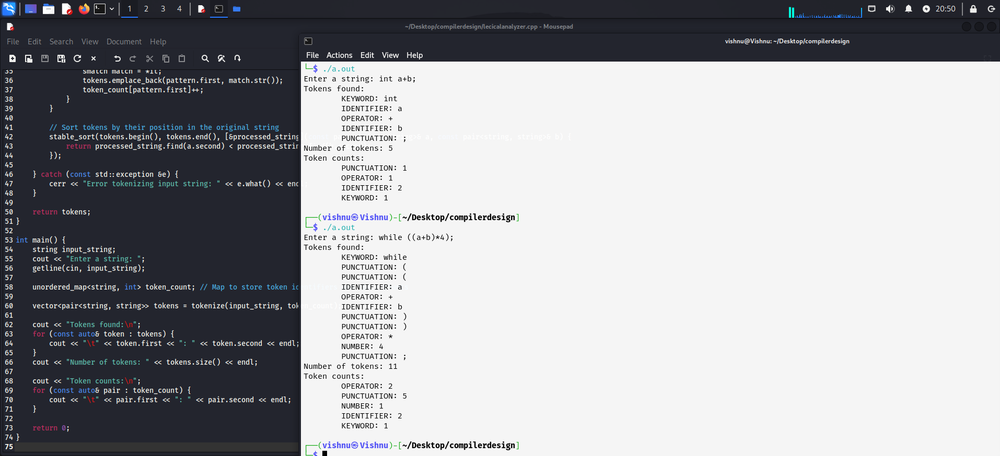 1 2 3 4
20:50
~/Desktop/compilerdesign/lecicalanalyzer.cpp - Mousepad
File Edit Search View Document Help
35 smatch match = *it;
36 tokens.emplace_back(pattern.first, match.str());
37 token_count[pattern.first]++;
38 }
39 }
40
41 // Sort tokens by their position in the original string
42 stable_sort(tokens.begin(), tokens.end(), [&processed_string](const pair<string, string>& a, const pair<string, string>& b) {
43 return processed_string.find(a.second) < processed_strin
44 });
45
46 } catch (const std::exception &e) {
47 cerr << "Error tokenizing input string: " << e.what() << endl;
48 }
49
50 return tokens;
51 }
52
53 int main() {
54 string input_string;
55 cout << "Enter a string: ";
56 getline(cin, input_string);
57
58 unordered_map<string, int> token_count; // Map to store token identifier
59
60 vector<pair<string, string>> tokens = tokenize(input_string, token_count);
61
62 cout << "Tokens found:\n";
63 for (const auto& token : tokens) {
64 cout << "\t" << token.first << ": " << token.second << endl;
65 }
66 cout << "Number of tokens: " << tokens.size() << endl;
67
68 cout << "Token counts:\n";
69 for (const auto& pair : token_count) {
70 cout << "\t" << pair.first << ": " << pair.second << endl;
71 }
72
73 return 0;
74 }
75
vishnu@Vishnu: ~/Desktop/compilerdesign
File Actions Edit View Help
└─$ ./a.out
Enter a string: int a+b;
Tokens found:
KEYWORD: int
IDENTIFIER: a
OPERATOR: +
IDENTIFIER: b
PUNCTUATION: ;
Number of tokens: 5
Token counts:
PUNCTUATION: 1
OPERATOR: 1
IDENTIFIER: 2
KEYWORD: 1
┌──(vishnu㉿Vishnu)-[~/Desktop/compilerdesign]
└─$ ./a.out
Enter a string: while ((a+b)*4);
Tokens found:
KEYWORD: while
PUNCTUATION: (
PUNCTUATION: (
IDENTIFIER: a
OPERATOR: +
IDENTIFIER: b
PUNCTUATION: )
PUNCTUATION: )
OPERATOR: *
NUMBER: 4
PUNCTUATION: ;
Number of tokens: 11
Token counts:
OPERATOR: 2
PUNCTUATION: 5
NUMBER: 1
IDENTIFIER: 2
KEYWORD: 1
┌──(vishnu㉿Vishnu)-[~/Desktop/compilerdesign]
└─$